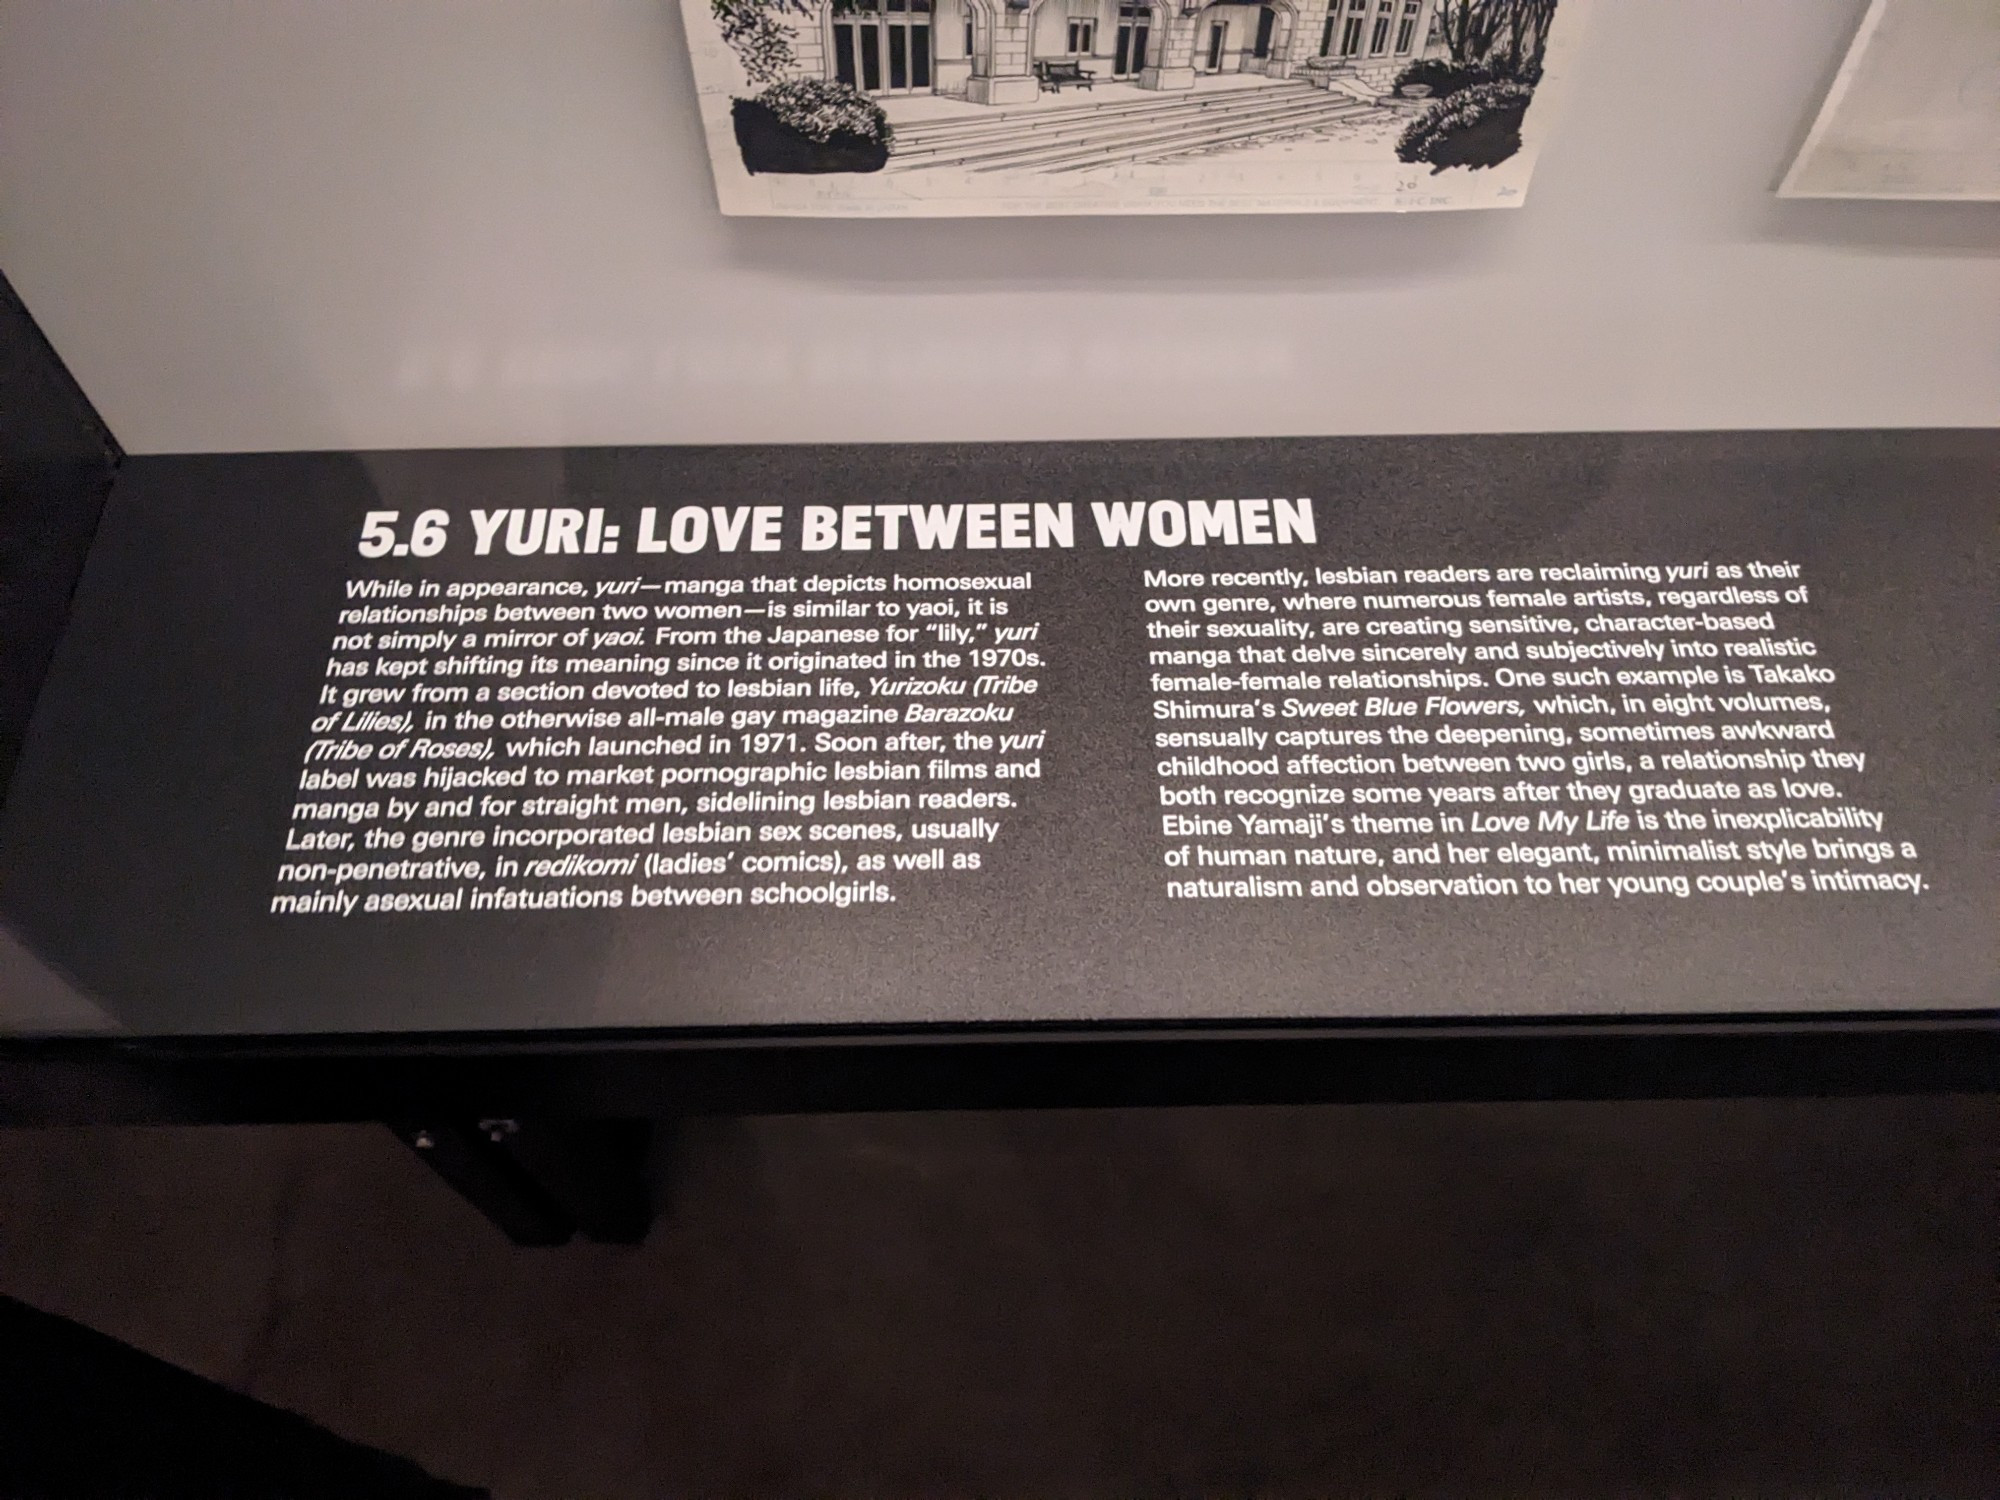 5.6 YURI: LOVE BETWEEN WOMEN
While in appearance, yuri—manga that depicts homosexual
relationships between two women—is similar to yaoi, it is
not simply a mirror of yaoi. From the Japanese for “lily,” yuri
has kept shifting its meaning since it originated in the 1970s.
It grew from a section devoted to lesbian life, Yurizoku (Tribe
of Lilies), in the otherwise all-male gay magazine Barazoku
(Tribe of Roses), which launched in 1971. Soon after, the yuri
label was hijacked to market pornographic lesbian films and
manga by and for straight men, sidelining lesbian readers.
Later, the genre incorporated lesbian sex scenes, usually
non-penetrative, in redikomi (ladies’ comics), as well as
mainly asexual infatuations between schoolgirls.
More recently, lesbian readers are reclaiming yuri as their
own genre, where numerous female artists, regardless of
their sexuality, are creating sensitive, character-based
manga that delve sincerely and subjectively into realistic
female-female relationships. One such example is Takako
Shimura’s Sweet Blue Flowers, which, in eight volumes,
sensually captures the deepening, sometimes awkward
childhood affection between two girls, a relationship they
both recognize some years after they graduate as love.
Ebine Yamaji’s theme in Love My Life is the inexplicability
of human nature, and her elegant, minimalist style brings a
naturalism and observation to her young couple’s intimacy.